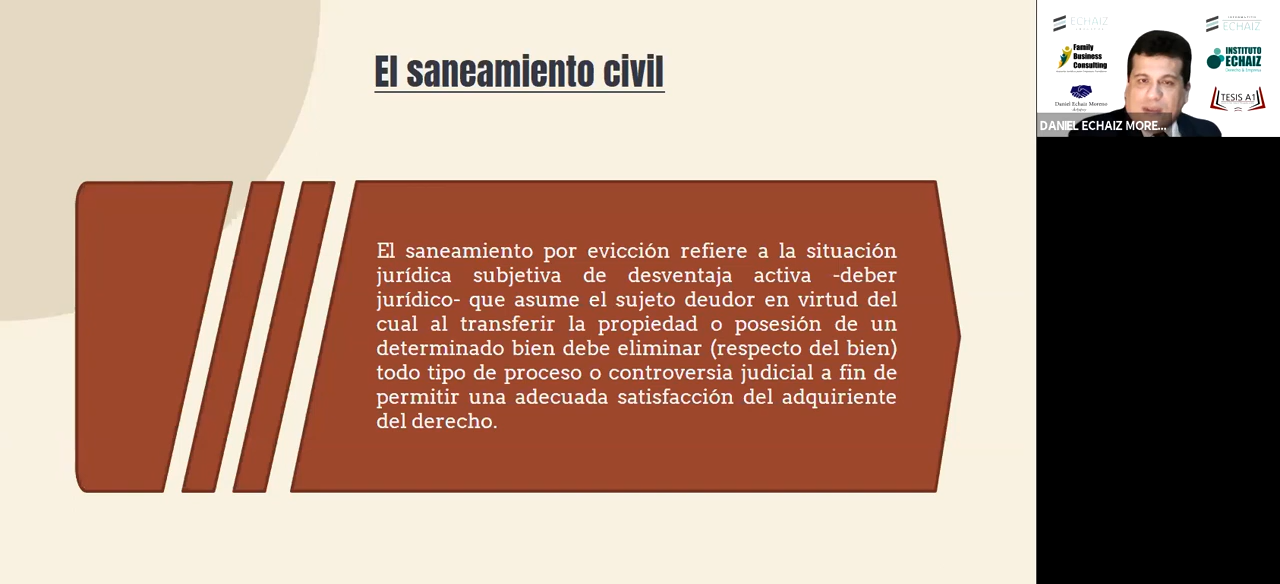 El saneamiento civil
El saneamiento por evicción refiere a la situación
jurídica subjetiva de desventaja activa -deber
jurídico- que asume el sujeto deudor en virtud del
cual al transferir la propiedad o posesión de un
determinado bien debe eliminar (respecto del bien)
todo tipo de proceso o controversia judicial a fin de
permitir una adecuada satisfacción del adquiriente
del derecho.
ECHAIZ
ECHAIZ
Family
Business
Consulting
INSTITUTO
ECHAIZ
Daniel Echaiz Moreno
TESIS A1
DANIEL ECHAIZ MORE...